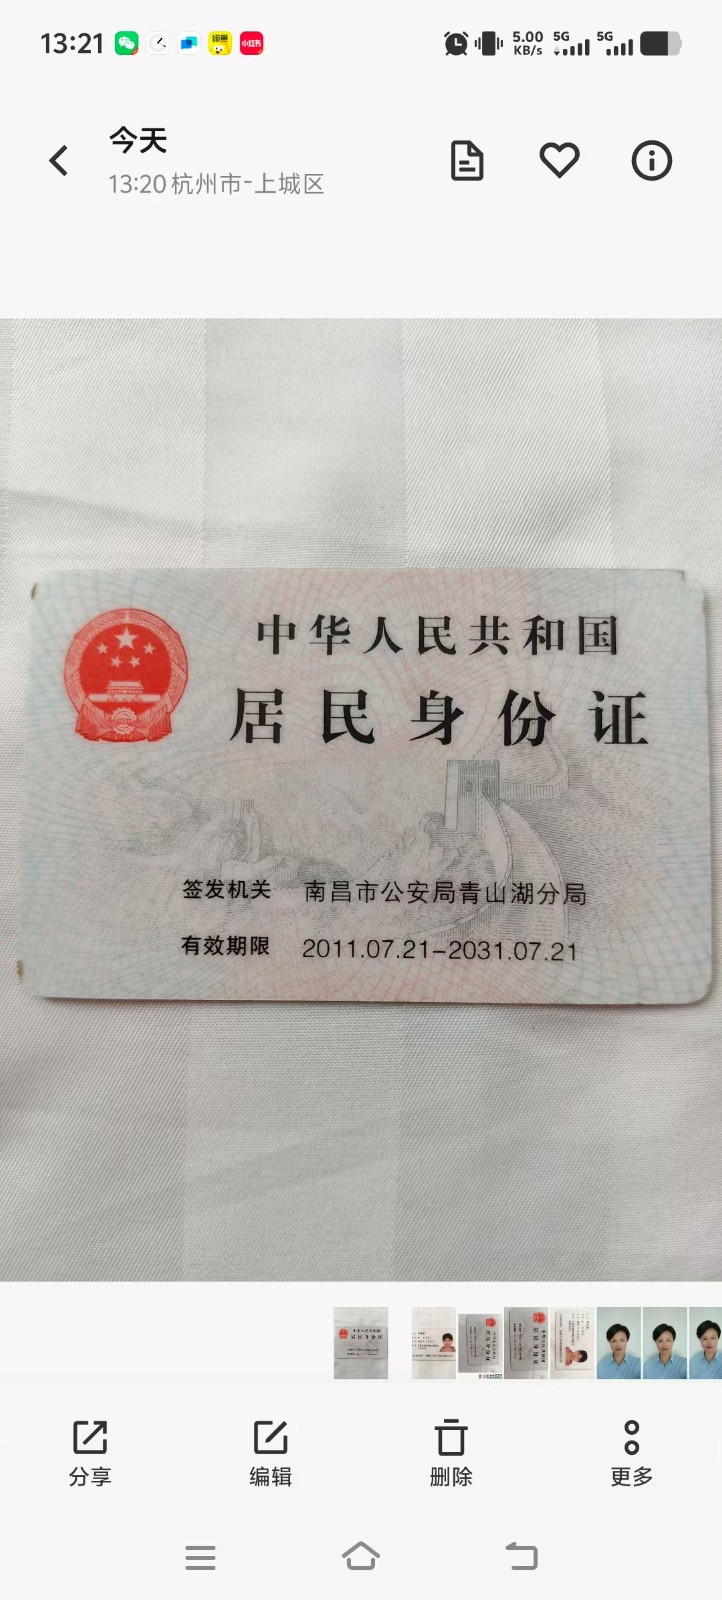 13:21
5.00
KB/s
5G
5G
今天
13:20 杭州市-上城区
中华人民共和国
居民身份证
签发机关 南昌市公安局青山湖分局
有效期限 2011.07.21-2031.07.21
分享
编辑
删除
更多